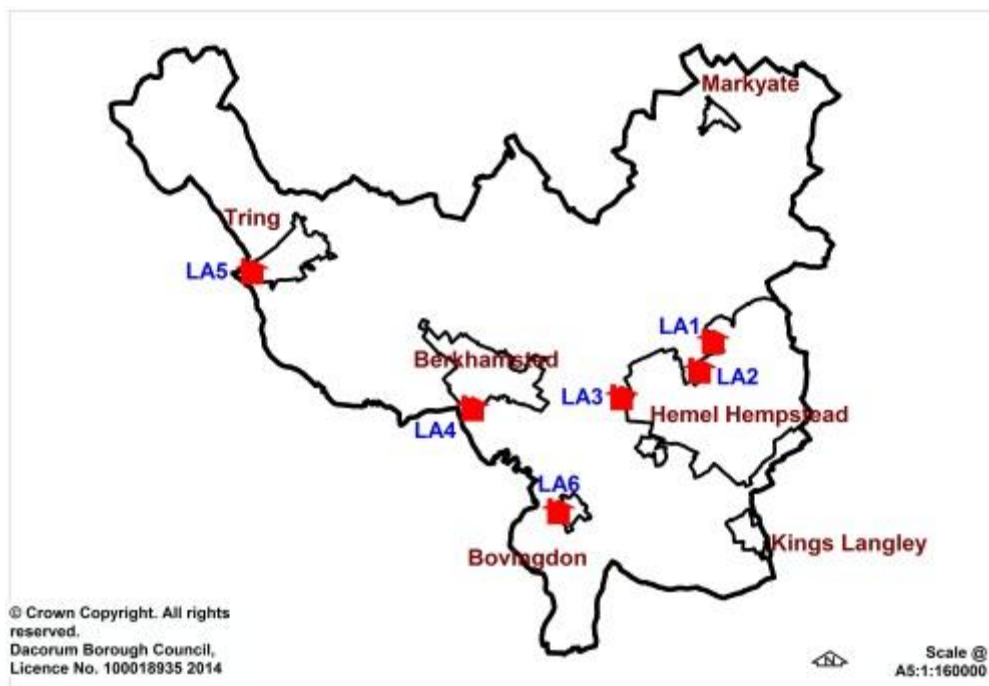 Markyate
Tring
LA5
LA1
LA2
Berkhamsted
LA3
Hemel Hempstead
LA4
LA6
Kings Langley
Bovingdon
© Crown Copyright. All rights
reserved.
Dacorum Borough Council,
Licence No. 100018935 2014
N
Scale @
A5:1:160000